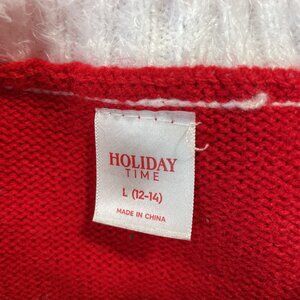 HOLIDAY
TIME
L (12-14)
MADE IN CHINA